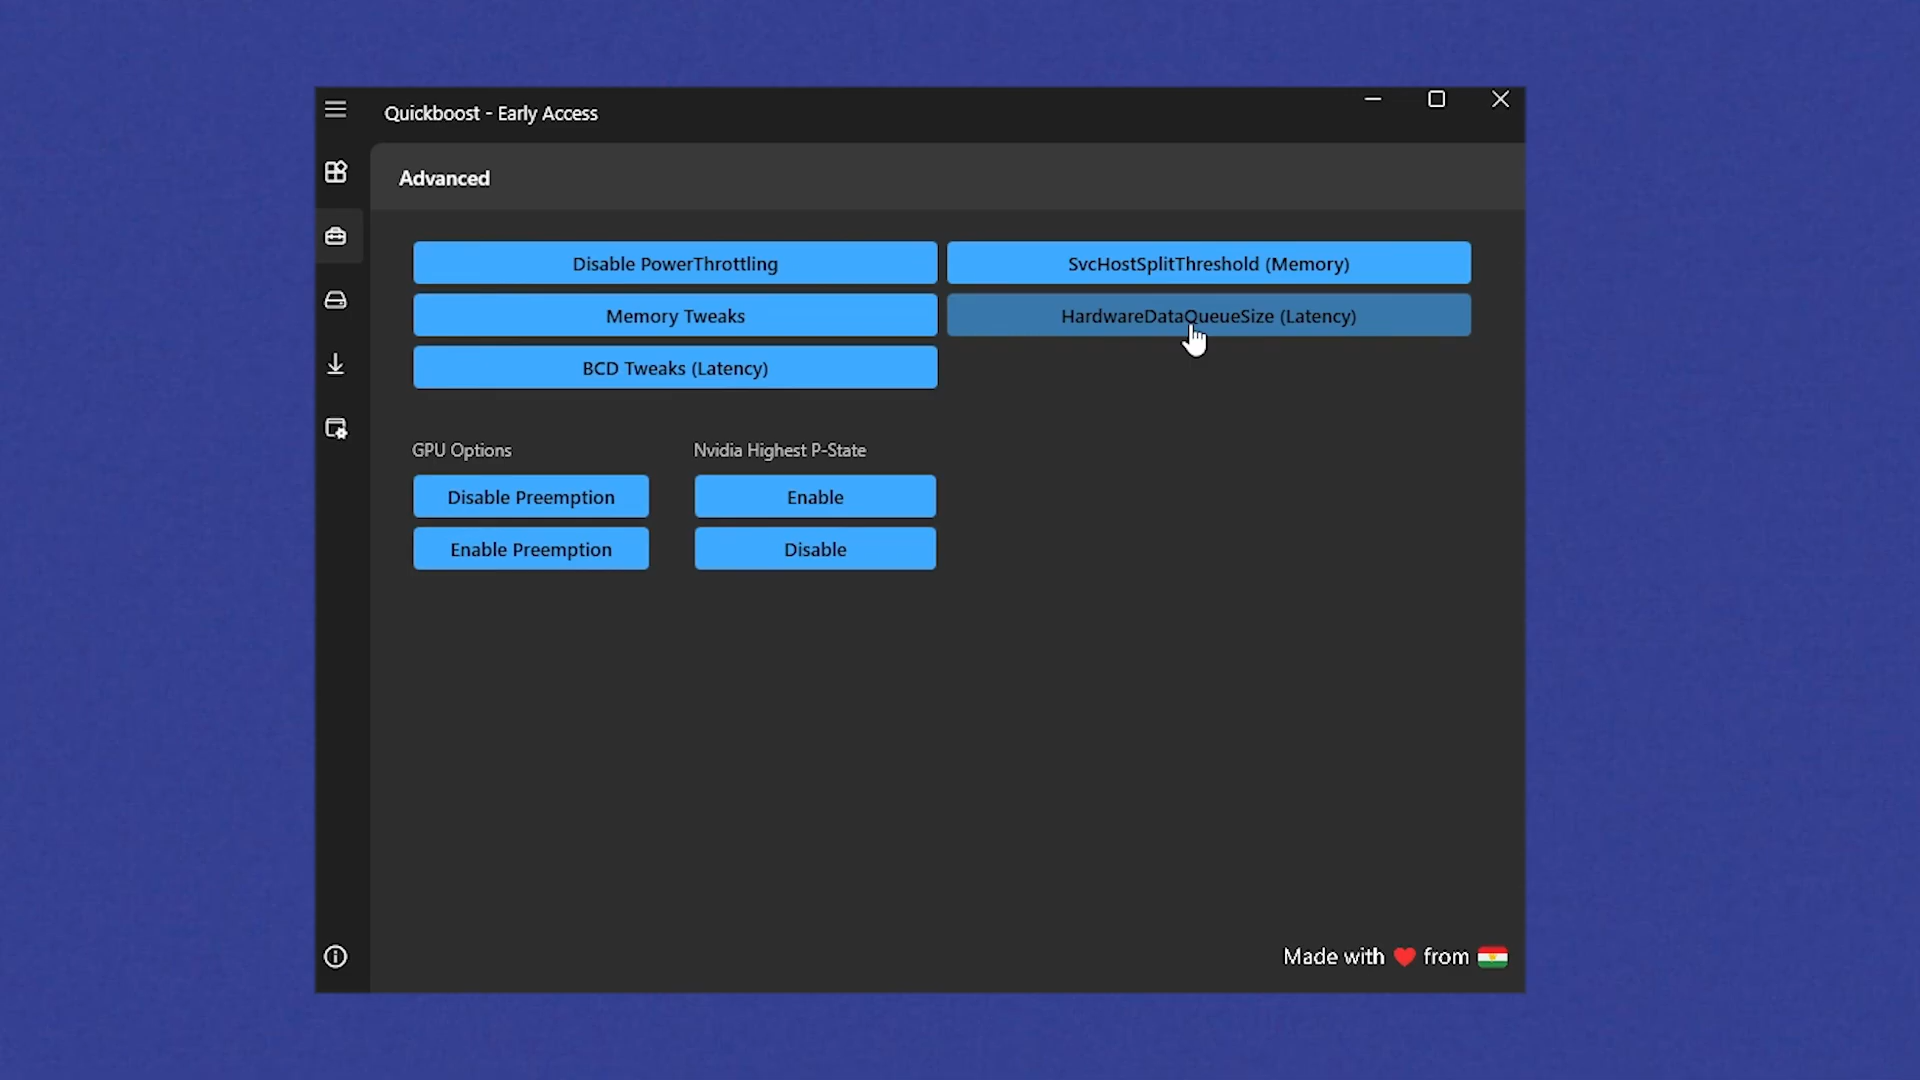 Quickboost - Early Access
Advanced
Disable PowerThrottling
SvcHostSplitThreshold (Memory)
Memory Tweaks
HardwareDataQueueSize (Latency)
BCD Tweaks (Latency)
GPU Options
Nvidia Highest P-State
Disable Preemption
Enable
Enable Preemption
Disable
Made with ❤️ from